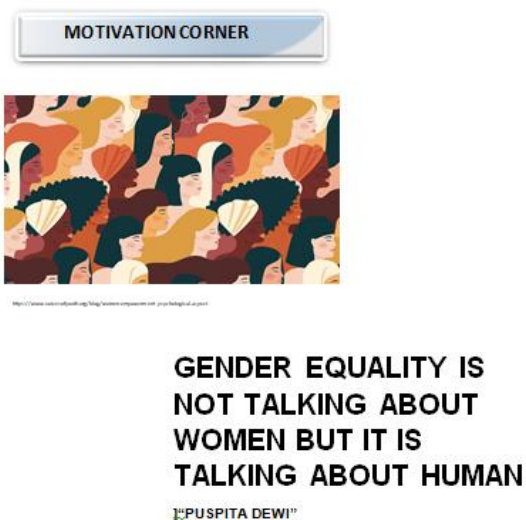 MOTIVATION CORNER
GENDER EQUALITY IS
NOT TALKING ABOUT
WOMEN BUT IT IS
TALKING ABOUT HUMAN
“PUSPITA DEWI”